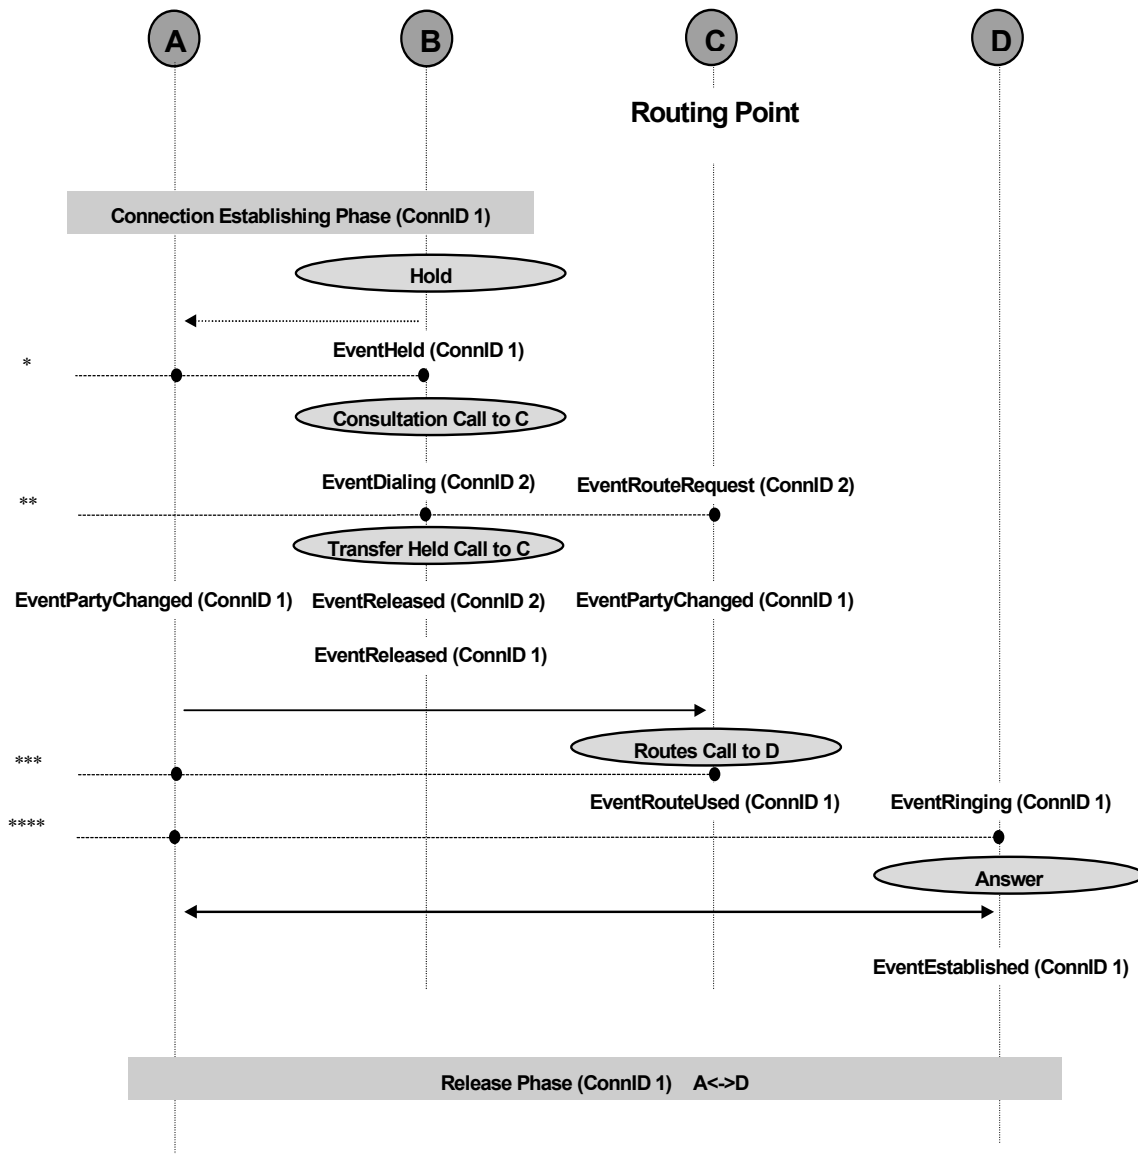 A B C D
Routing Point
Connection Establishing Phase (ConnID 1)
Hold
EventHeld (ConnID 1)
*
Consultation Call to C
EventDialing (ConnID 2) EventRouteRequest (ConnID 2)
**
Transfer Held Call to C
EventPartyChanged (ConnID 1) EventReleased (ConnID 2) EventPartyChanged (ConnID 1)
EventReleased (ConnID 1)
Routes Call to D
***
EventRouteUsed (ConnID 1) EventRinging (ConnID 1)
****
Answer
EventEstablished (ConnID 1)
Release Phase (ConnID 1) A<->D